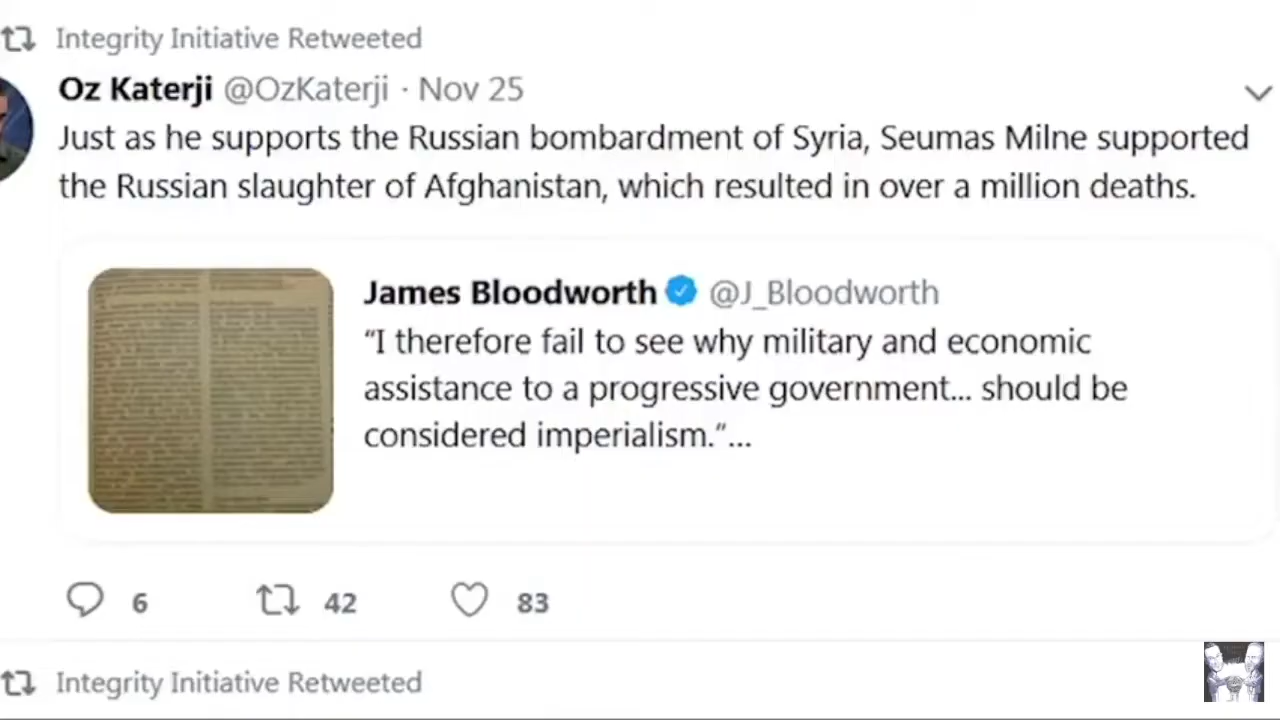 Integrity Initiative Retweeted
Oz Katerji @OzKaterji · Nov 25
Just as he supports the Russian bombardment of Syria, Seumas Milne supported
the Russian slaughter of Afghanistan, which resulted in over a million deaths.
James Bloodworth @J_Bloodworth
“I therefore fail to see why military and economic
assistance to a progressive government... should be
considered imperialism.”...
6 42 83
Integrity Initiative Retweeted